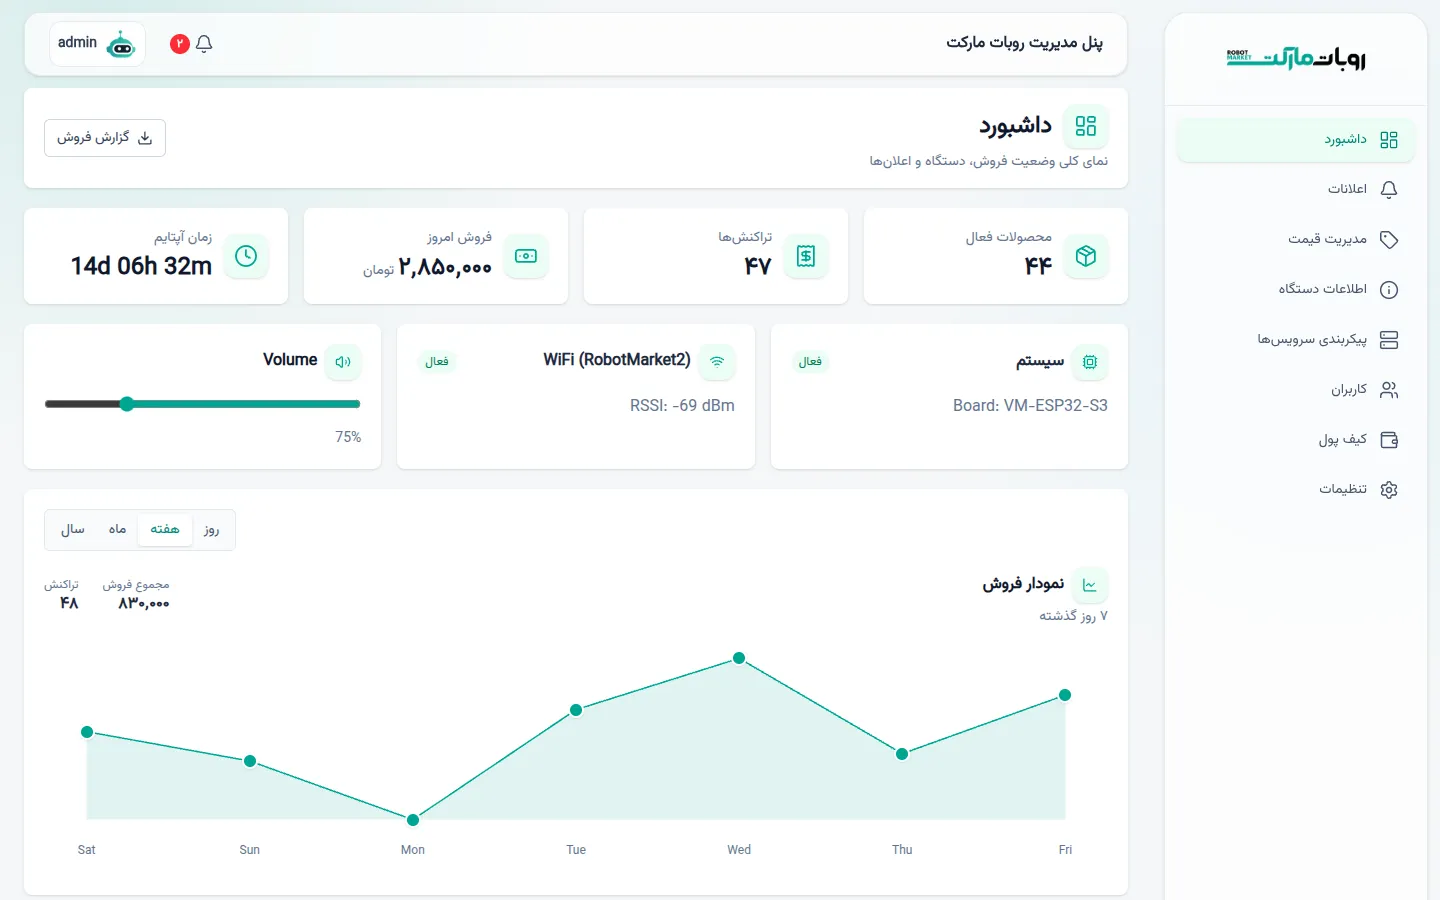 روبات مارکت
ROBOT
MARKET
داشبورد
اعلانات
مدیریت قیمت
اطلاعات دستگاه
پیکربندی سرویس‌ها
کاربران
کیف پول
تنظیمات
پنل مدیریت روبات مارکت
۲
admin
داشبورد
نمای کلی وضعیت فروش، دستگاه و اعلان‌ها
گزارش فروش
محصولات فعال
۴۴
تراکنش‌ها
۴۷
فروش امروز
۲,۸۵۰,۰۰۰ تومان
زمان آپتایم
14d 06h 32m
سیستم
فعال
Board: VM-ESP32-S3
WiFi (RobotMarket2)
فعال
RSSI: -69 dBm
Volume
75%
روز هفته ماه سال
نمودار فروش
۷ روز گذشته
مجموع فروش
۸۳۰,۰۰۰
تراکنش
۴۸
Sat Sun Mon Tue Wed Thu Fri